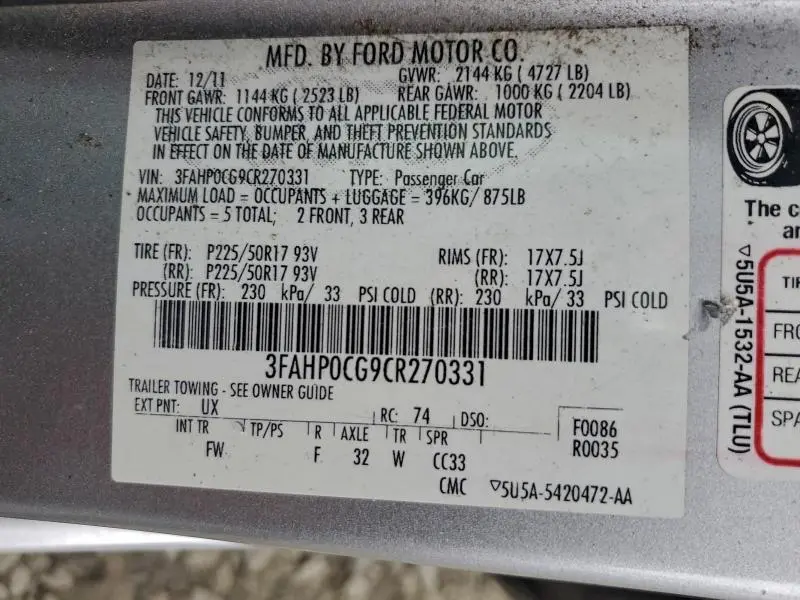 MFD. BY FORD MOTOR CO.
DATE: 12/11
GVWR: 2144 KG ( 4727 LB)
FRONT GAWR: 1144 KG ( 2523 LB)
REAR GAWR: 1000 KG ( 2204 LB)
THIS VEHICLE CONFORMS TO ALL APPLICABLE FEDERAL MOTOR
VEHICLE SAFETY, BUMPER, AND THEFT PREVENTION STANDARDS
IN EFFECT ON THE DATE OF MANUFACTURE SHOWN ABOVE.
VIN: 3FAHP0CG9CR270331 TYPE: Passenger Car
MAXIMUM LOAD = OCCUPANTS + LUGGAGE = 396KG/ 875LB
OCCUPANTS = 5 TOTAL; 2 FRONT, 3 REAR
TIRE (FR): P225/50R17 93V RIMS (FR): 17X7.5J
(RR): P225/50R17 93V (RR): 17X7.5J
PRESSURE (FR): 230 kPa/ 33 PSI COLD (RR): 230 kPa/ 33 PSI COLD
3FAHP0CG9CR270331
TRAILER TOWING - SEE OWNER GUIDE
EXT PNT: UX RC: 74 DSO:
INT TR TP/PS R AXLE TR SPR
FW F 32 W CC33
F0086
R0035
CMC ▽5U5A-5420472-AA
The c
an
▽5U5A-1532-AA (TLU)
TIR
FRO
REA
SPA